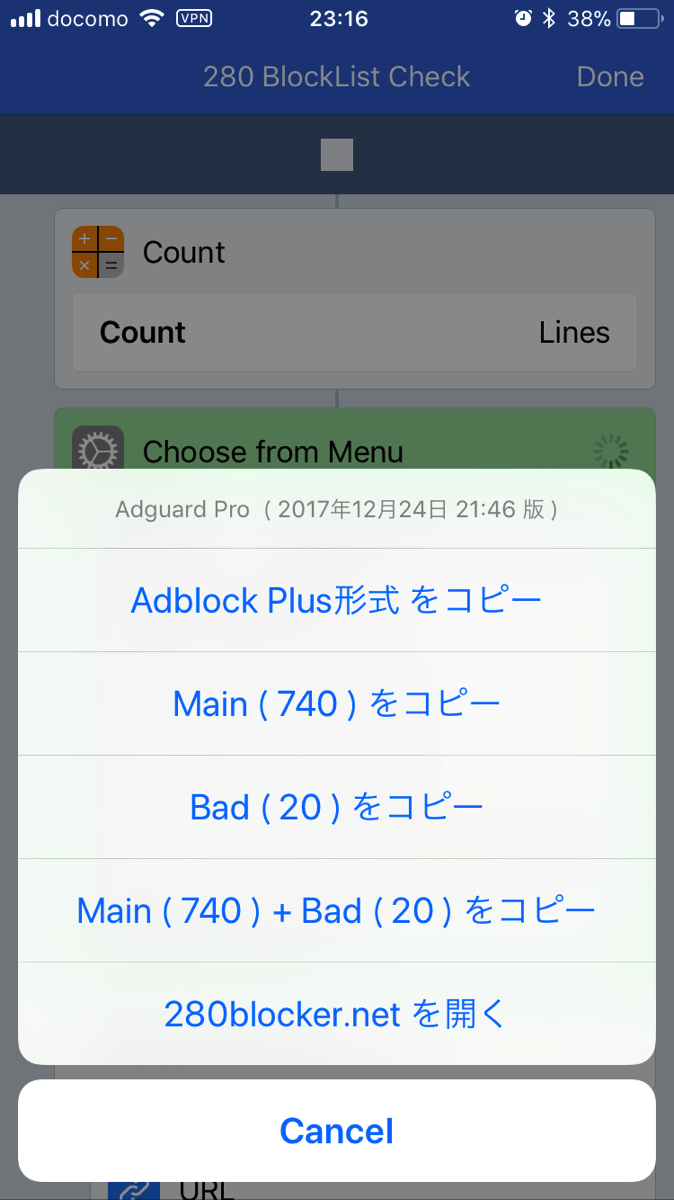 docomo VPN 23:16 38%
280 BlockList Check Done
Count
Count Lines
Choose from Menu
Adguard Pro ( 2017年12月24日 21:46 版 )
Adblock Plus形式 をコピー
Main ( 740 ) をコピー
Bad ( 20 ) をコピー
Main ( 740 ) + Bad ( 20 ) をコピー
280blocker.net を開く
Cancel
URL